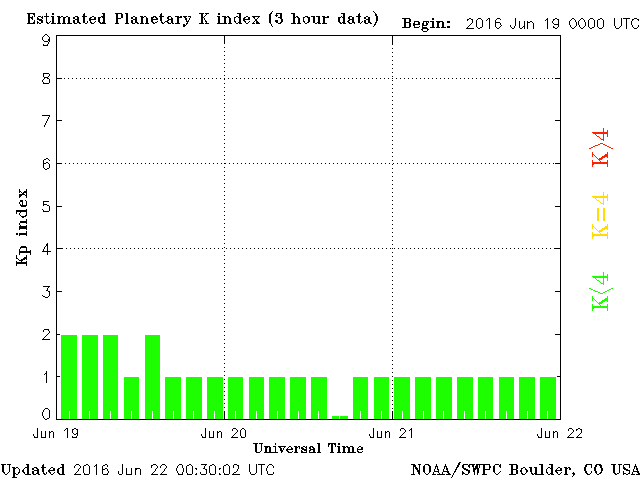 Estimated Planetary K index (3 hour data) Begin: 2016 Jun 19 0000 UTC
9
8
7
6
5
4
3
2
1
0
Kp index
K>4
K=4
K<4
Jun 19 Jun 20 Jun 21 Jun 22
Universal Time
Updated 2016 Jun 22 00:30:02 UTC NOAA/SWPC Boulder, CO USA